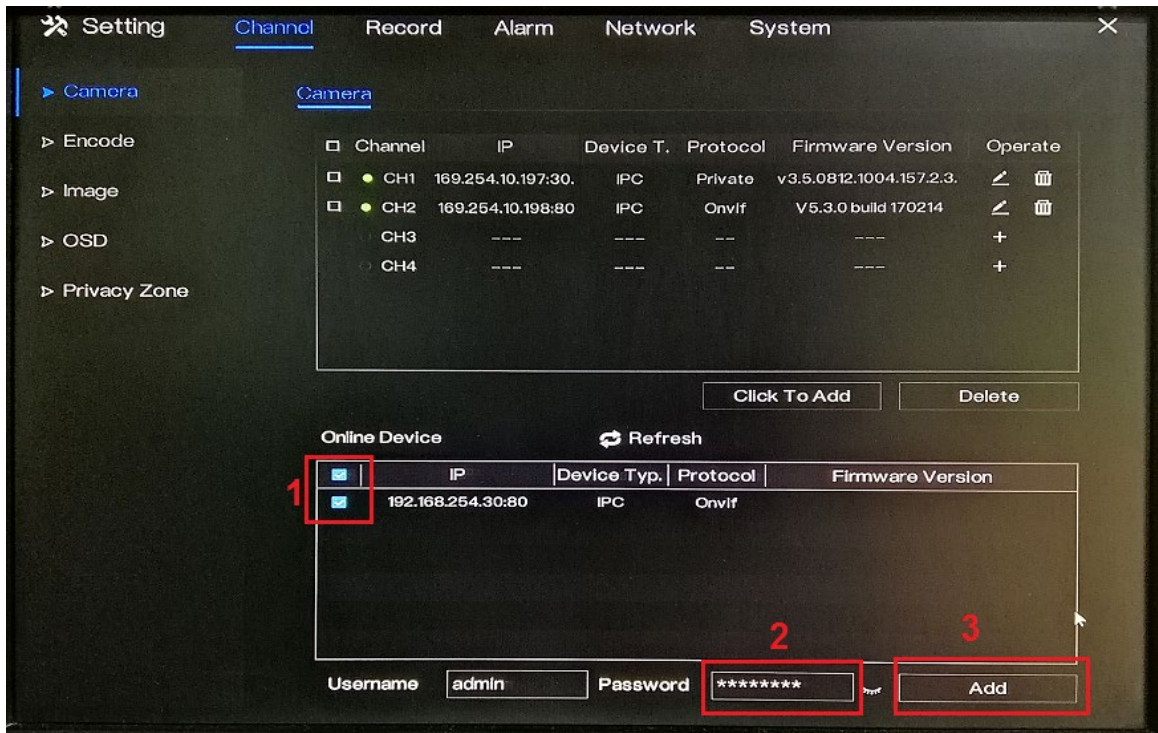 Setting Channel Record Alarm Network System
Camera Camera
Encode
Image
OSD
Privacy Zone
Channel IP Device T. Protocol Firmware Version Operate
CH1 169.254.10.197:30. IPC Private v3.5.0812.1004.157.2.3.
CH2 169.254.10.198:80 IPC Onvif V5.3.0 build 170214
CH3 --- --- -- --- +
CH4 --- --- -- --- +
Click To Add Delete
Online Device Refresh
1
IP Device Typ. Protocol Firmware Version
192.168.254.30:80 IPC Onvif
2 3
Username admin Password ******** Add